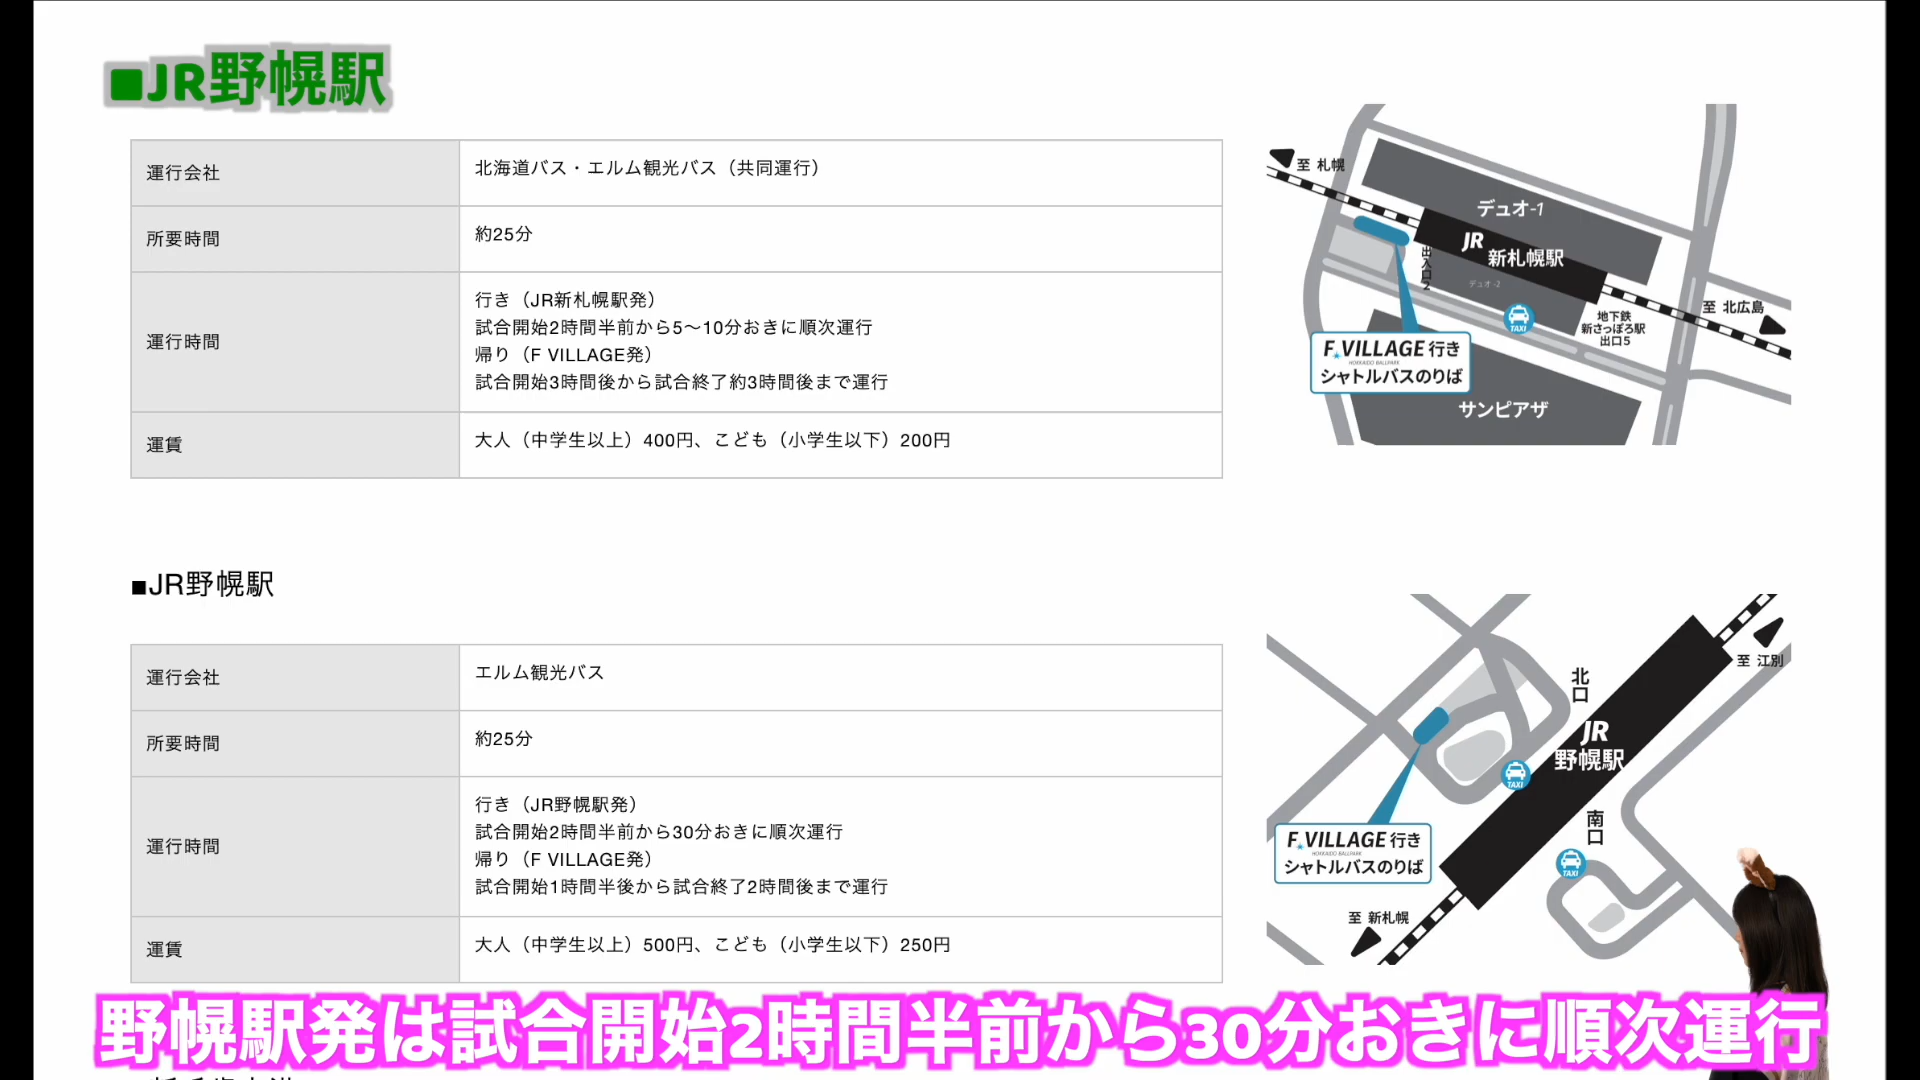 ■JR野幌駅
運行会社
北海道バス・エルム観光バス（共同運行）
所要時間
約25分
運行時間
行き（JR新札幌駅発）
試合開始2時間半前から5〜10分おきに順次運行
帰り（F VILLAGE発）
試合開始3時間後から試合終了約3時間後まで運行
運賃
大人（中学生以上）400円、こども（小学生以下）200円
至 札幌
デュオ-1
JR
新札幌駅
出入口2
デュオ-2
TAXI
地下鉄
新さっぽろ駅
出口5
至 北広島
F VILLAGE 行き
HOKKAIDO BALLPARK
シャトルバスのりば
サンピアザ
■JR野幌駅
運行会社
エルム観光バス
所要時間
約25分
運行時間
行き（JR野幌駅発）
試合開始2時間半前から30分おきに順次運行
帰り（F VILLAGE発）
試合開始1時間半後から試合終了2時間後まで運行
運賃
大人（中学生以上）500円、こども（小学生以下）250円
至 江別
北口
JR
野幌駅
TAXI
南口
TAXI
F VILLAGE 行き
HOKKAIDO BALLPARK
シャトルバスのりば
至 新札幌
野幌駅発は試合開始2時間半前から30分おきに順次運行